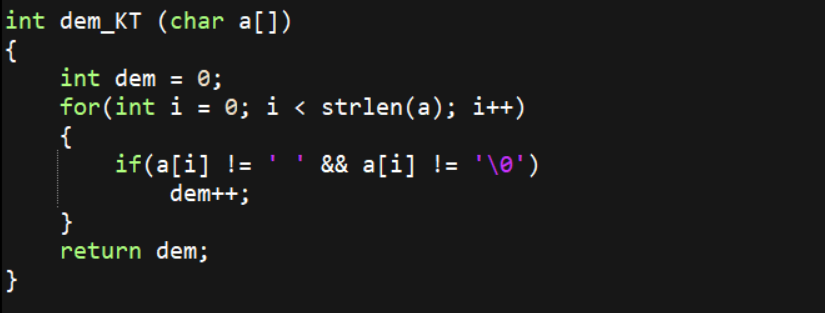 int dem_KT (char a[])
{
    int dem = 0;
    for(int i = 0; i < strlen(a); i++)
    {
        if(a[i] != ' ' && a[i] != '\0')
            dem++;
    }
    return dem;
}